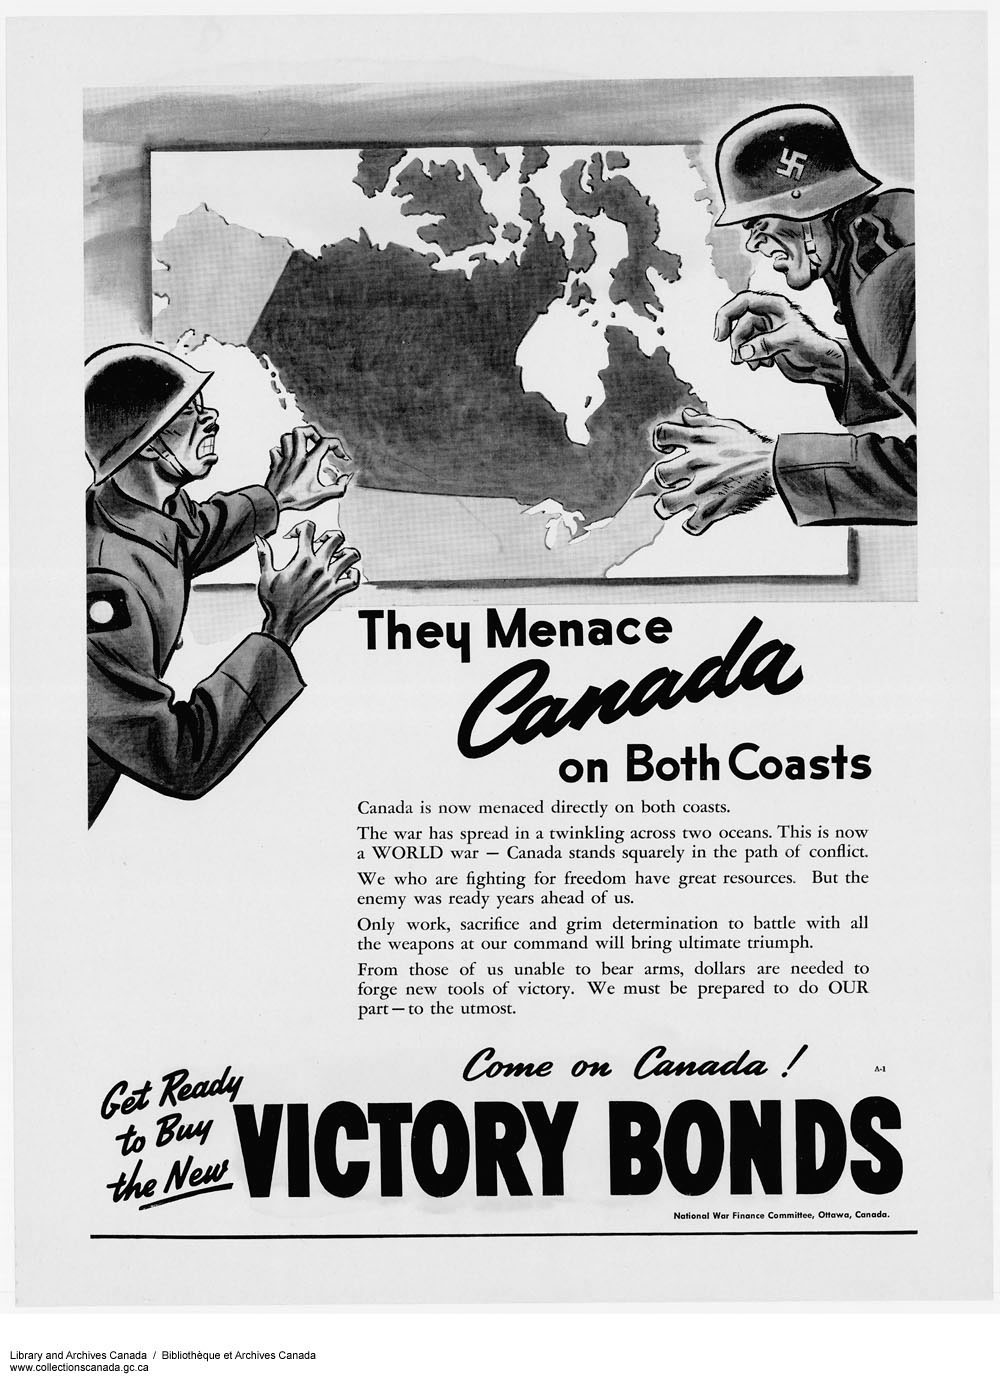 They Menace
Canada
on Both Coasts
Canada is now menaced directly on both coasts.
The war has spread in a twinkling across two oceans. This is now
a WORLD war — Canada stands squarely in the path of conflict.
We who are fighting for freedom have great resources. But the
enemy was ready years ahead of us.
Only work, sacrifice and grim determination to battle with all
the weapons at our command will bring ultimate triumph.
From those of us unable to bear arms, dollars are needed to
forge new tools of victory. We must be prepared to do OUR
part — to the utmost.
Come on Canada !
A-1
Get Ready
to Buy
the New
VICTORY BONDS
National War Finance Committee, Ottawa, Canada.
Library and Archives Canada / Bibliothèque et Archives Canada
www.collectionscanada.gc.ca